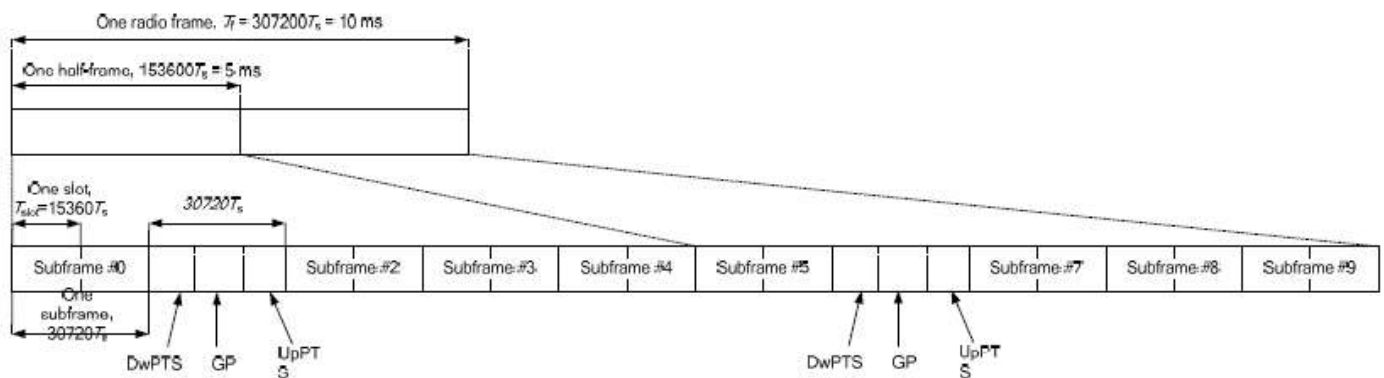 One radio frame, Tf = 307200Ts = 10 ms
One half-frame, 153600Ts = 5 ms
One slot,
Tslot=15360Ts
30720Ts
Subframe #0
Subframe #2
Subframe #3
Subframe #4
Subframe #5
Subframe #7
Subframe #8
Subframe #9
One
subframe,
30720Ts
DwPTS
GP
UpPT
S
DwPTS
GP
UpPT
S